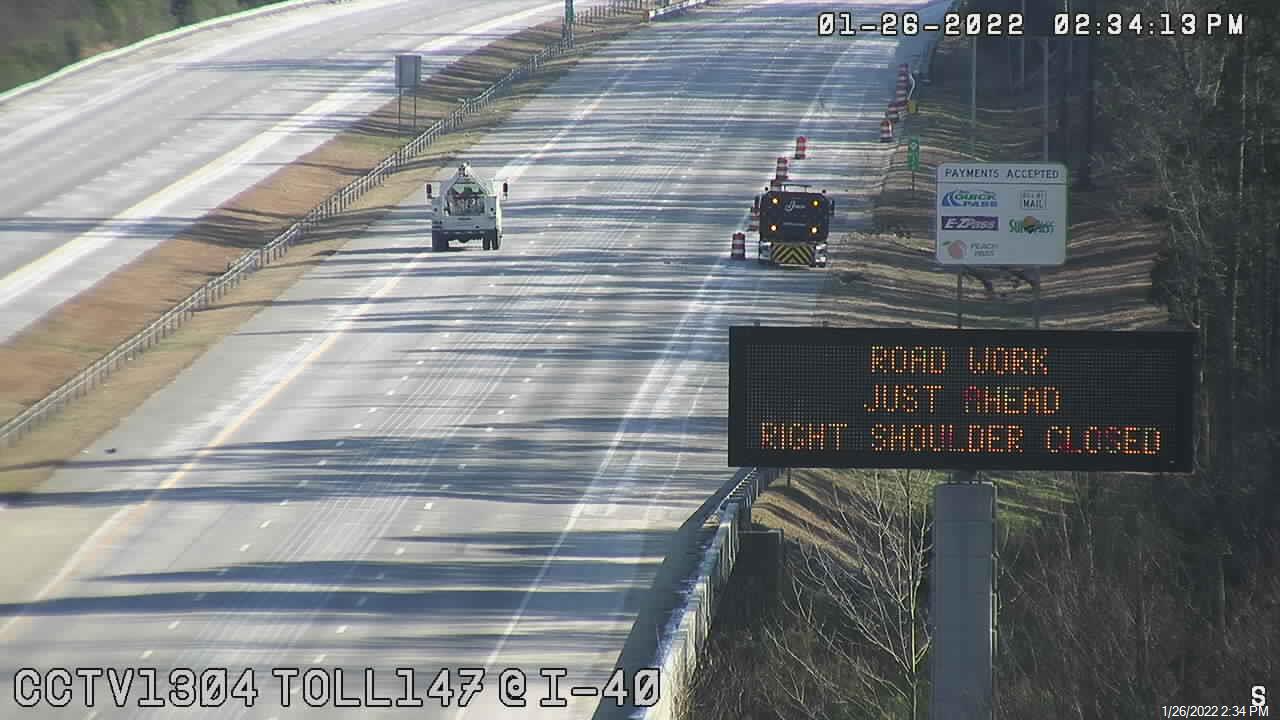 01-26-2022 02:34:13 PM
PAYMENTS ACCEPTED
QUICK
PASS
BILL BY
MAIL
E-ZPass
SunPass
PEACH
PASS
ROAD WORK
JUST AHEAD
RIGHT SHOULDER CLOSED
CCTV1304 TOLL147 @ I-40
S
1/26/2022 2:34 PM